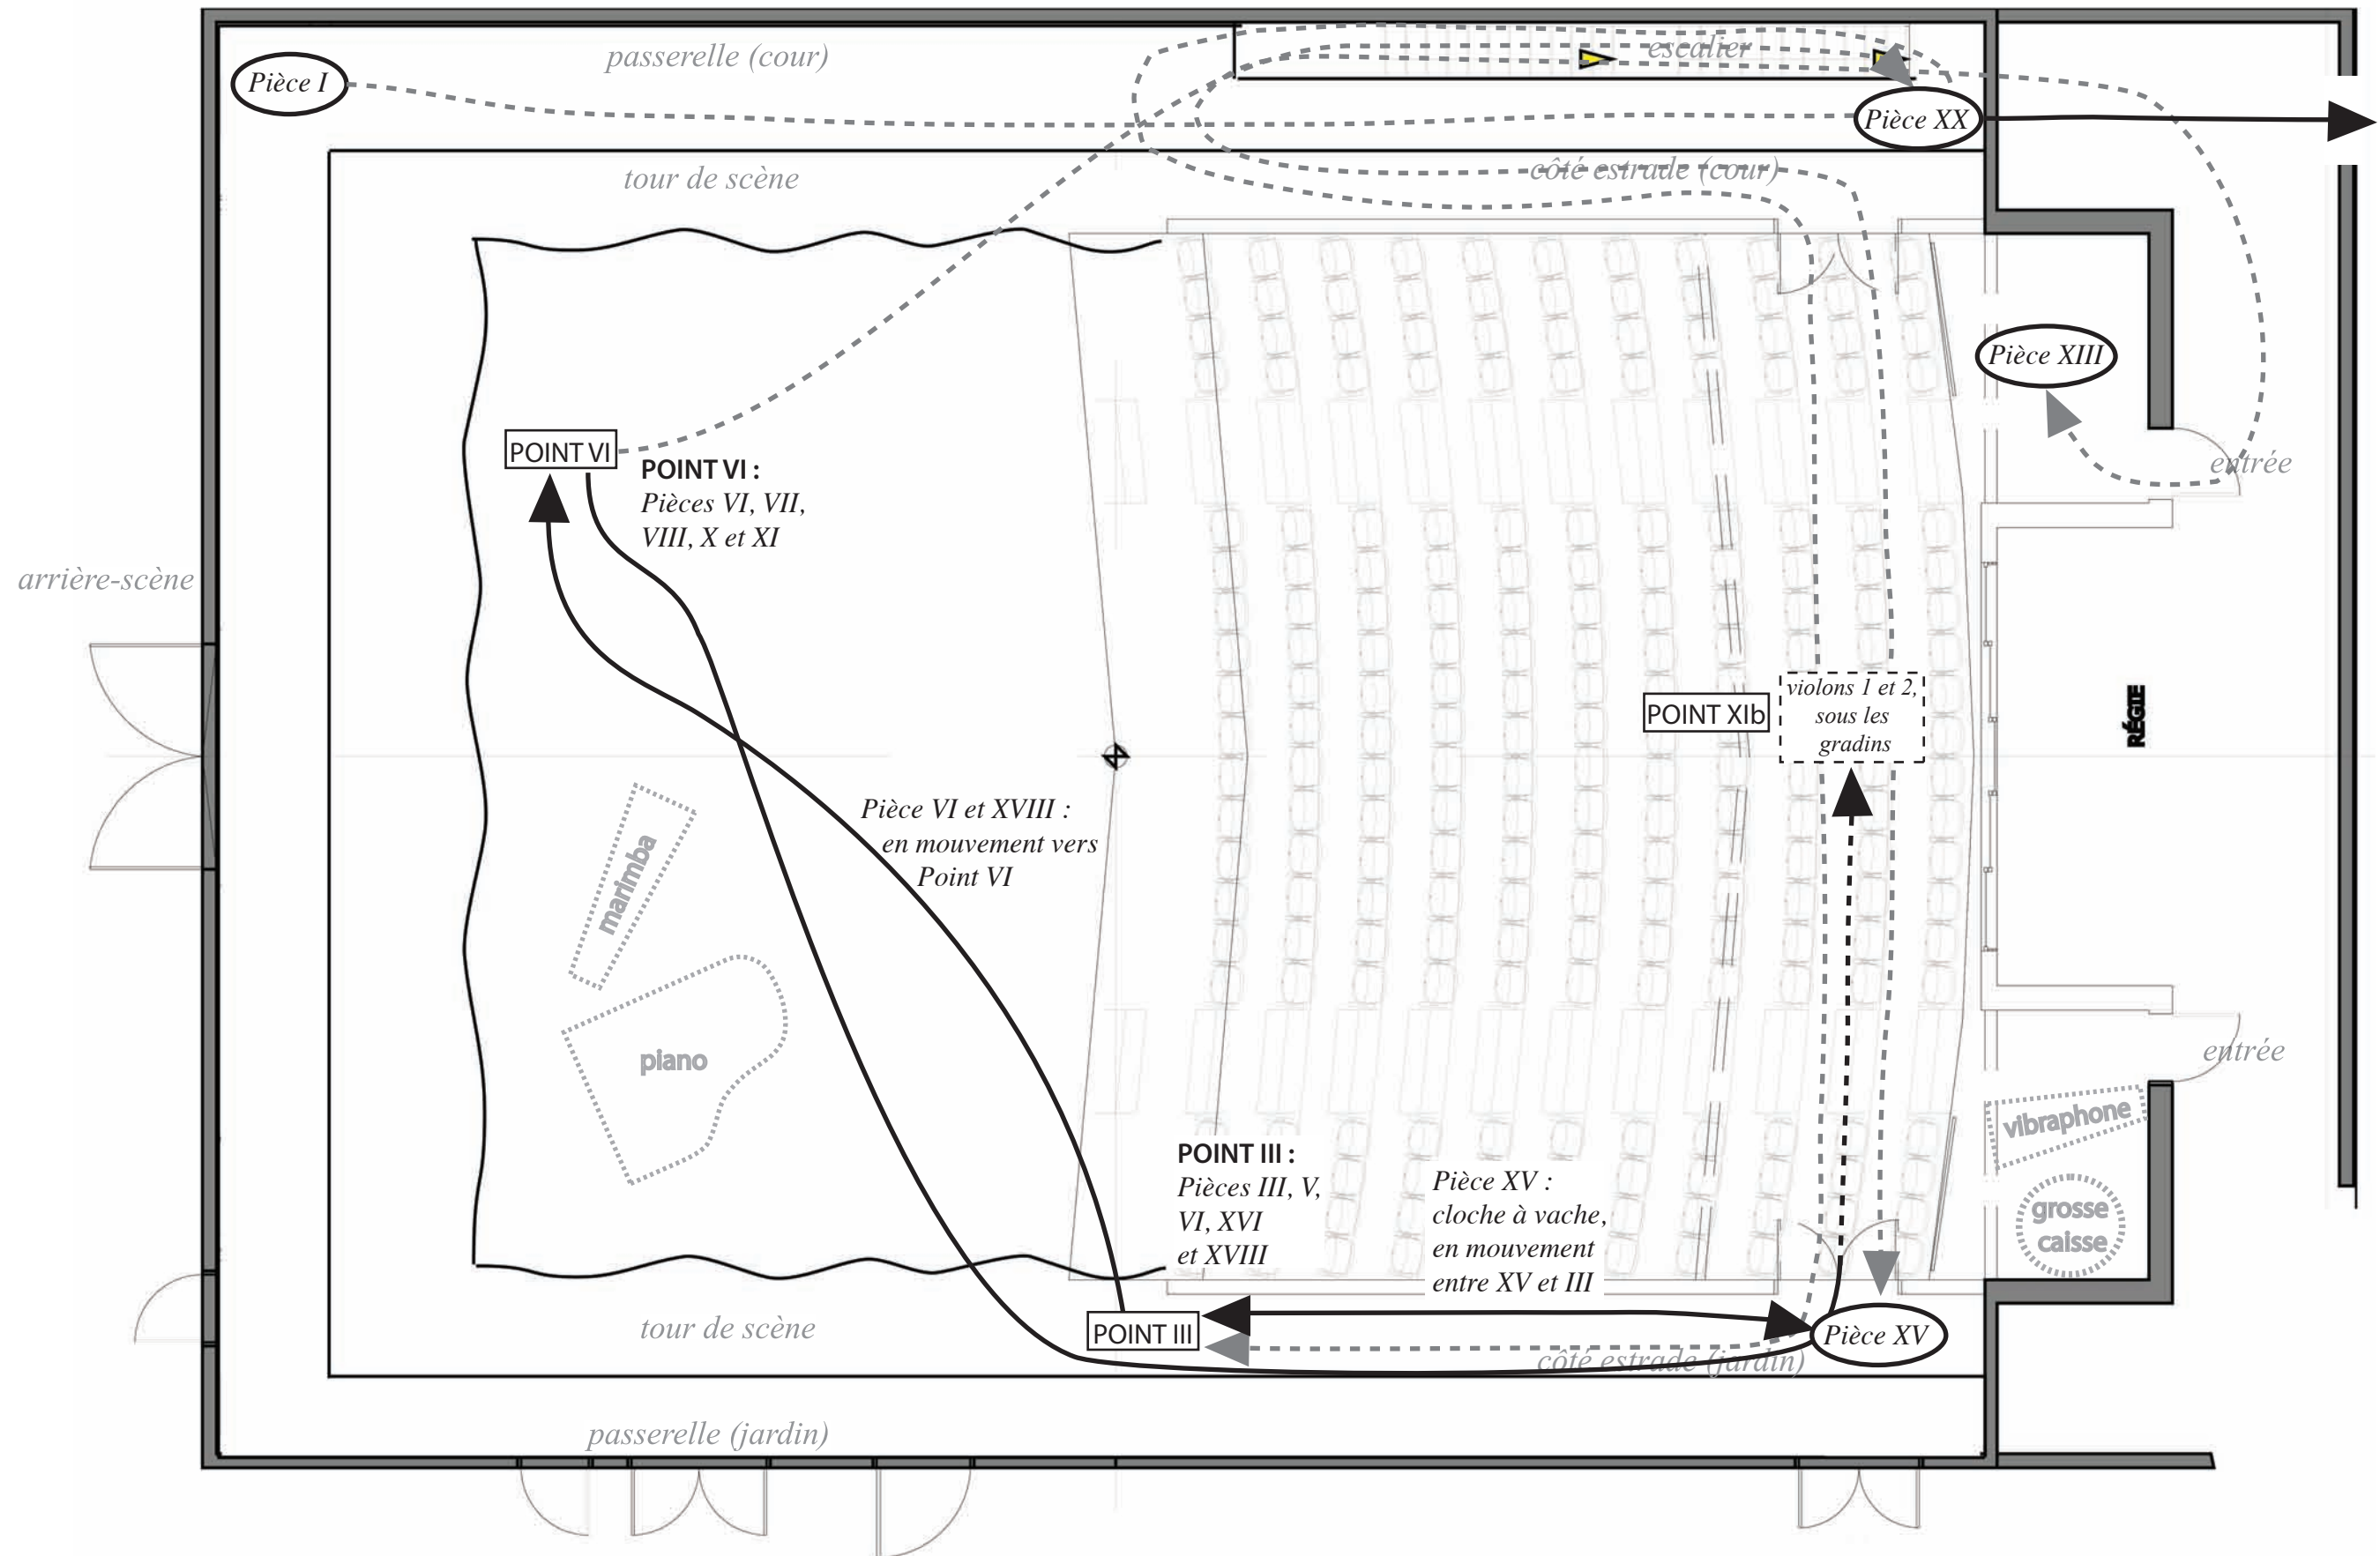 passerelle (cour)
escalier
Pièce I
Pièce XX
tour de scène
côté estrade (cour)
Pièce XIII
POINT VI
POINT VI :
Pièces VI, VII,
VIII, X et XI
entrée
arrière-scène
POINT XIb
violons 1 et 2,
sous les
gradins
RÉGIE
Pièce VI et XVIII :
en mouvement vers
Point VI
marimba
piano
entrée
vibraphone
grosse
caisse
POINT III :
Pièces III, V,
VI, XVI
et XVIII
Pièce XV :
cloche à vache,
en mouvement
entre XV et III
tour de scène
POINT III
Pièce XV
côté estrade (jardin)
passerelle (jardin)